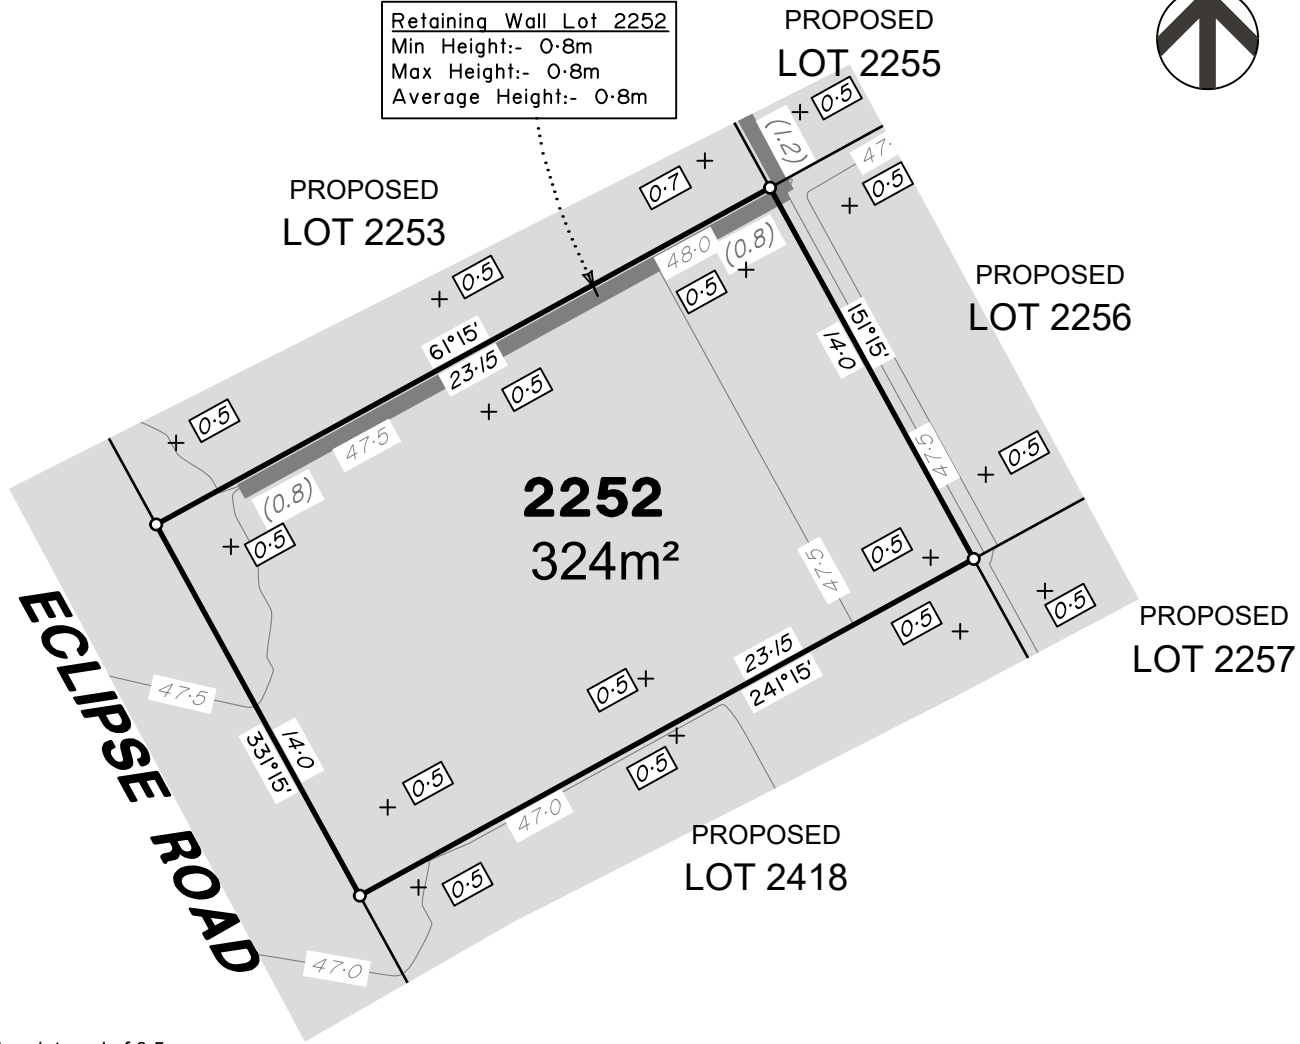 Retaining Wall Lot 2252
Min Height:- 0·8m
Max Height:- 0·8m
Average Height:- 0·8m
PROPOSED
LOT 2255
0·5
(1.2)
47·
0·5
0·7
PROPOSED
LOT 2253
48·0
(0.8)
0·5
0·5
PROPOSED
LOT 2256
61°15'
23·15
151°15'
14·0
0·5
0·5
47·5
47·5
0·5
(0.8)
0·5
2252
324m²
0·5
47·5
0·5
0·5
PROPOSED
LOT 2257
ECLIPSE ROAD
47·5
23·15
241°15'
0·5
14·0
331°15'
0·5
0·5
47·0
PROPOSED
LOT 2418
0·5
47·0